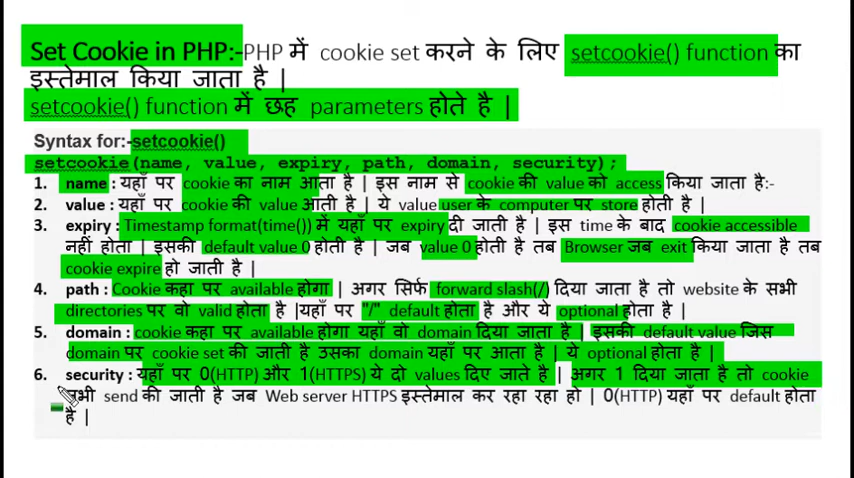 Set Cookie in PHP:-PHP में cookie set करने के लिए setcookie() function का
इस्तेमाल किया जाता है |
setcookie() function में छह parameters होते है |
Syntax for:-setcookie()
setcookie(name, value, expiry, path, domain, security);
1. name : यहाँ पर cookie का नाम आता है | इस नाम से cookie की value को access किया जाता है:-
2. value : यहाँ पर cookie की value आती है | ये value user के computer पर store होती है |
3. expiry : Timestamp format(time()) में यहाँ पर expiry दी जाती है | इस time के बाद cookie accessible
नहीं होता | इसकी default value 0 होती है | जब value 0 होती है तब Browser जब exit किया जाता है तब
cookie expire हो जाती है |
4. path : Cookie कहा पर available होगा | अगर सिर्फ forward slash(/) दिया जाता है तो website के सभी
directories पर वो valid होता है |यहाँ पर "/" default होता है और ये optional होता है |
5. domain : cookie कहा पर available होगा यहाँ वो domain दिया जाता है | इसकी default value जिस
domain पर cookie set की जाती है उसका domain यहाँ पर आता है | ये optional होता है |
6. security : यहाँ पर 0(HTTP) और 1(HTTPS) ये दो values दिए जाते है | अगर 1 दिया जाता है तो cookie
तभी send की जाती है जब Web server HTTPS इस्तेमाल कर रहा रहा हो | 0(HTTP) यहाँ पर default होता
है |